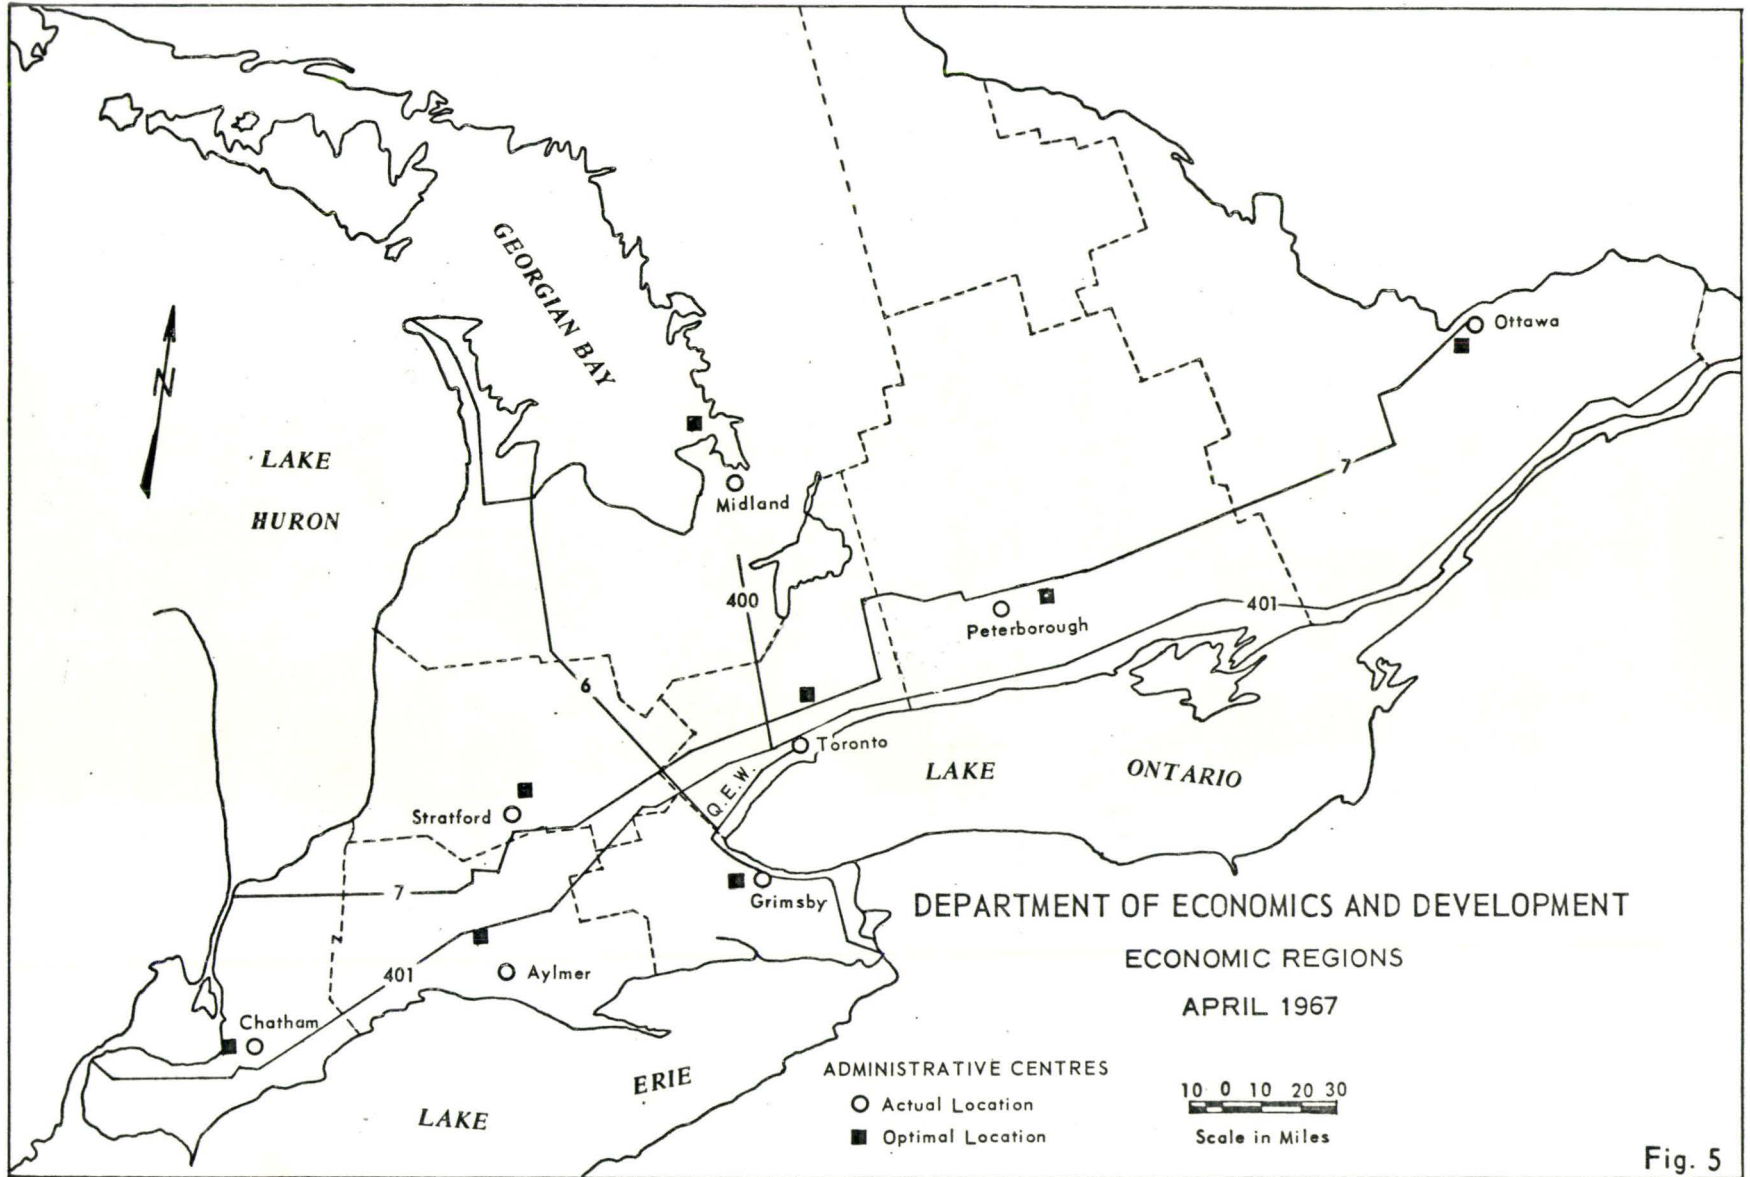 GEORGIAN BAY
Ottawa
N
LAKE
HURON
7
Midland
400
401
Peterborough
6
Toronto
Q.E.W.
LAKE ONTARIO
Stratford
7
Grimsby
DEPARTMENT OF ECONOMICS AND DEVELOPMENT
ECONOMIC REGIONS
APRIL 1967
401
Aylmer
Chatham
LAKE ERIE
ADMINISTRATIVE CENTRES
Actual Location
Optimal Location
10 0 10 20 30
Scale in Miles
Fig. 5